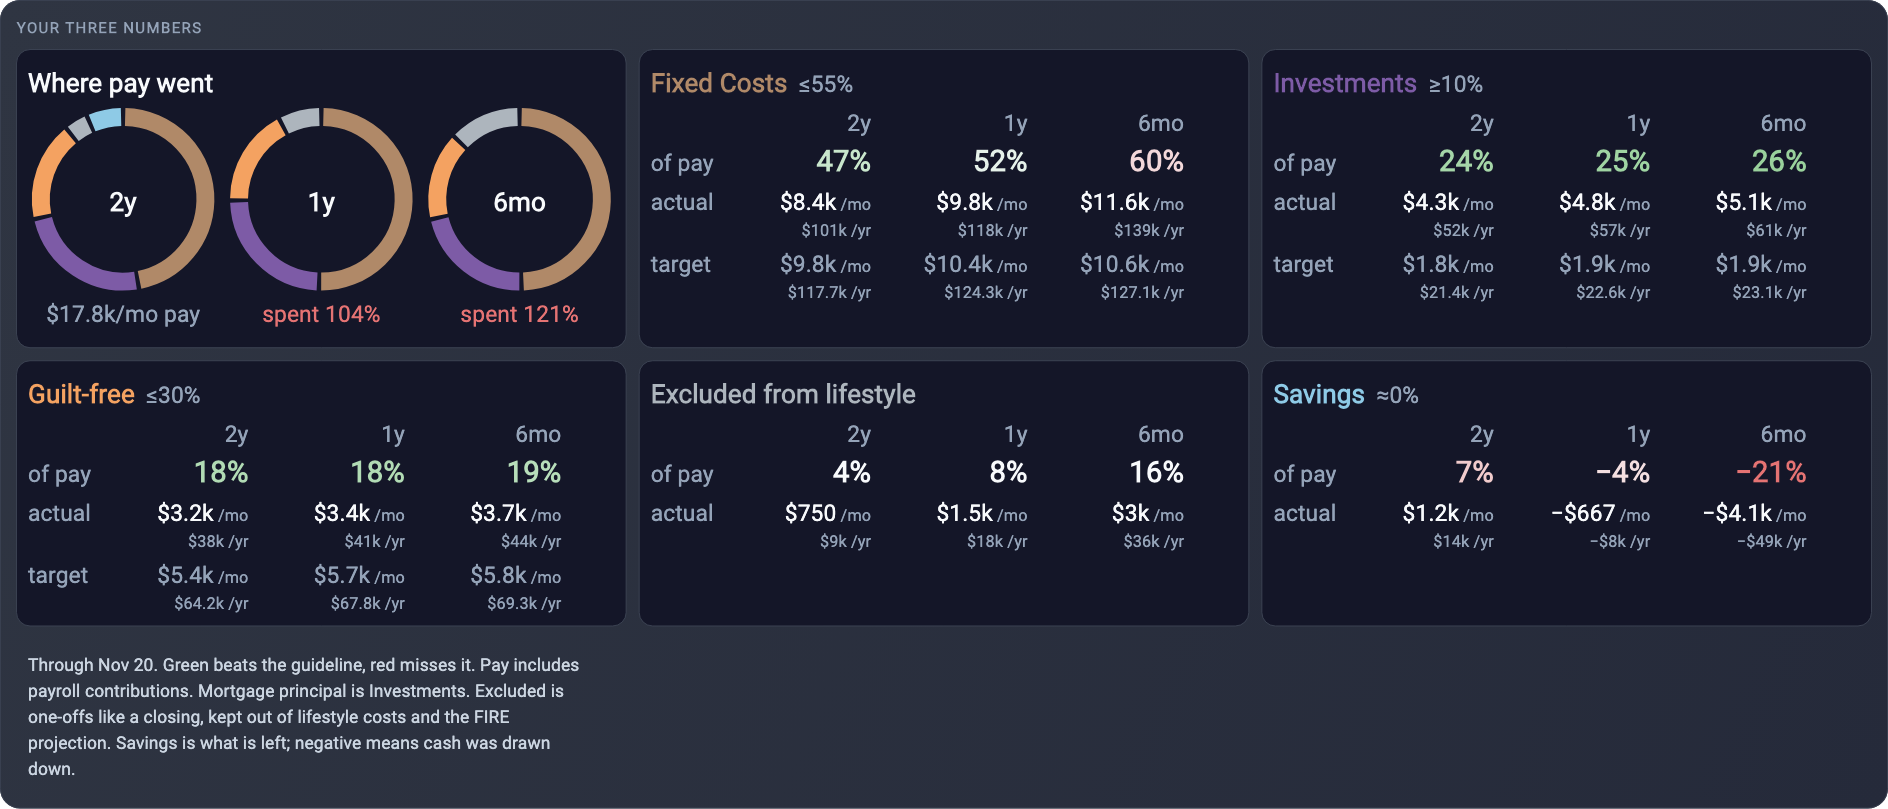 YOUR THREE NUMBERS
Where pay went
2y
1y
6mo
$17.8k/mo pay
spent 104%
spent 121%
Fixed Costs ≤55%
2y 1y 6mo
of pay 47% 52% 60%
actual $8.4k /mo $9.8k /mo $11.6k /mo
$101k /yr $118k /yr $139k /yr
target $9.8k /mo $10.4k /mo $10.6k /mo
$117.7k /yr $124.3k /yr $127.1k /yr
Investments ≥10%
2y 1y 6mo
of pay 24% 25% 26%
actual $4.3k /mo $4.8k /mo $5.1k /mo
$52k /yr $57k /yr $61k /yr
target $1.8k /mo $1.9k /mo $1.9k /mo
$21.4k /yr $22.6k /yr $23.1k /yr
Guilt-free ≤30%
2y 1y 6mo
of pay 18% 18% 19%
actual $3.2k /mo $3.4k /mo $3.7k /mo
$38k /yr $41k /yr $44k /yr
target $5.4k /mo $5.7k /mo $5.8k /mo
$64.2k /yr $67.8k /yr $69.3k /yr
Excluded from lifestyle
2y 1y 6mo
of pay 4% 8% 16%
actual $750 /mo $1.5k /mo $3k /mo
$9k /yr $18k /yr $36k /yr
Savings ≈0%
2y 1y 6mo
of pay 7% −4% −21%
actual $1.2k /mo −$667 /mo −$4.1k /mo
$14k /yr −$8k /yr −$49k /yr
Through Nov 20. Green beats the guideline, red misses it. Pay includes
payroll contributions. Mortgage principal is Investments. Excluded is
one-offs like a closing, kept out of lifestyle costs and the FIRE
projection. Savings is what is left; negative means cash was drawn
down.